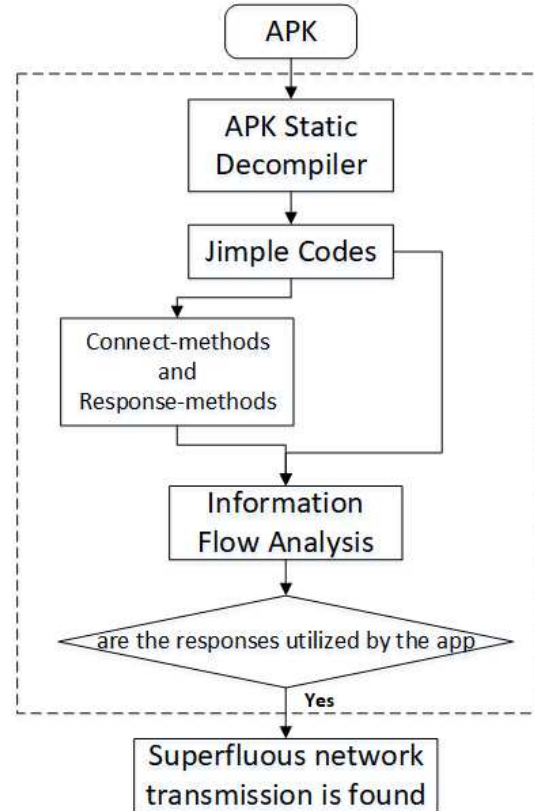 APK
APK Static
Decompiler
Jimple Codes
Connect-methods
and
Response-methods
Information
Flow Analysis
are the responses utilized by the app
Yes
Superfluous network
transmission is found